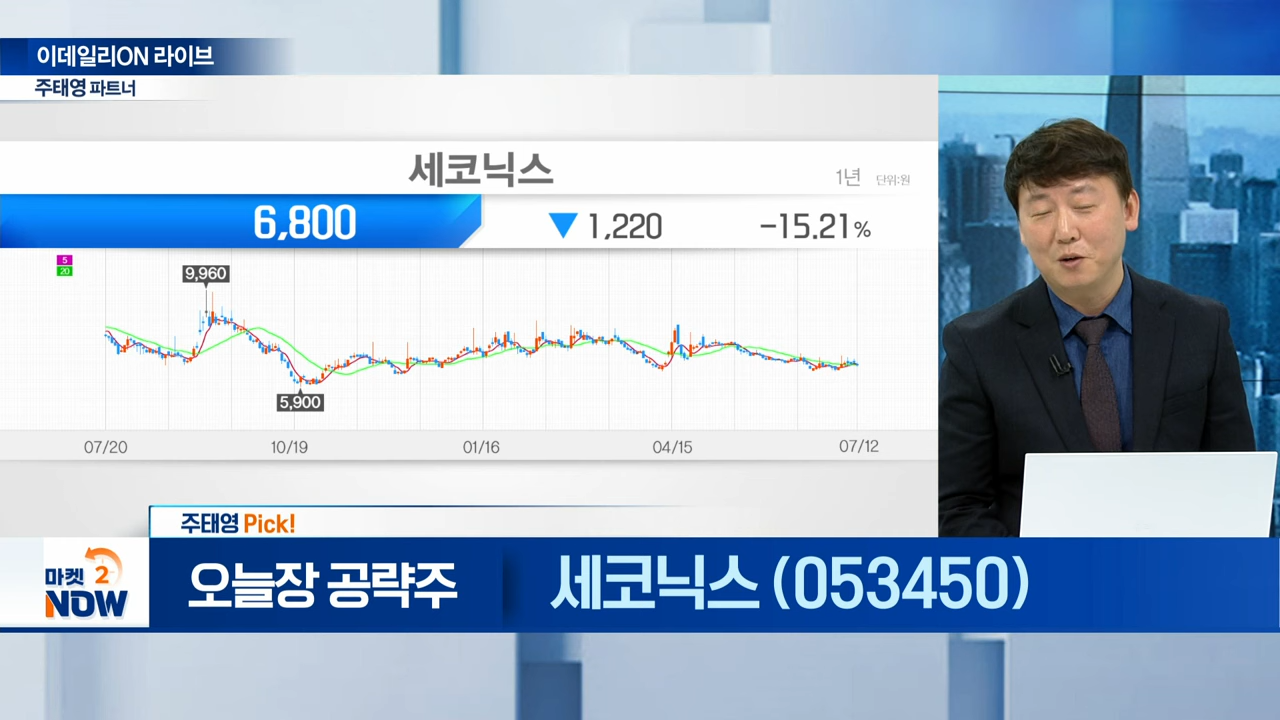 이데일리ON 라이브
주태영 파트너
세코닉스
1년 단위:원
6,800 ▼ 1,220 -15.21%
5
20
9,960
5,900
07/20 10/19 01/16 04/15 07/12
주태영 Pick!
마켓 2
NOW
오늘장 공략주 세코닉스 (053450)